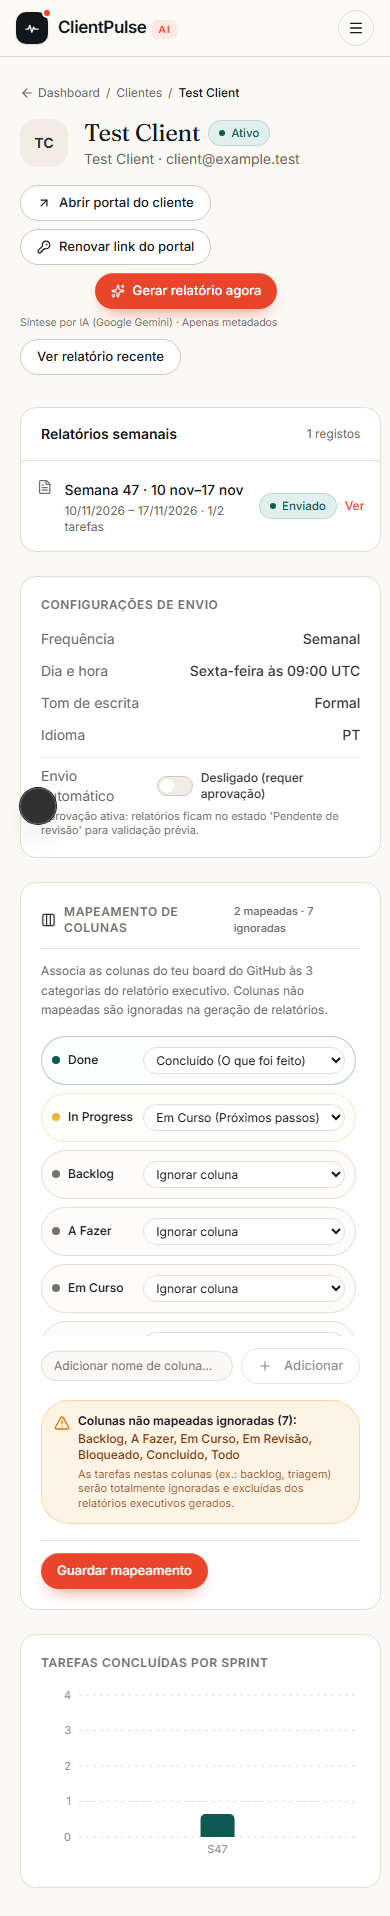 ClientPulse AI
Dashboard / Clientes / Test Client
TC
Test Client
Ativo
Test Client · client@example.test
Abrir portal do cliente
Renovar link do portal
Gerar relatório agora
Síntese por IA (Google Gemini) · Apenas metadados
Ver relatório recente
Relatórios semanais
1 registos
Semana 47 · 10 nov–17 nov
10/11/2026 – 17/11/2026 · 1/2
tarefas
Enviado
Ver
CONFIGURAÇÕES DE ENVIO
Frequência
Semanal
Dia e hora
Sexta-feira às 09:00 UTC
Tom de escrita
Formal
Idioma
PT
Envio
automático
Desligado (requer
aprovação)
Aprovação ativa: relatórios ficam no estado 'Pendente de
revisão' para validação prévia.
MAPEAMENTO DE
COLUNAS
2 mapeadas · 7
ignoradas
Associa as colunas do teu board do GitHub às 3
categorias do relatório executivo. Colunas não
mapeadas são ignoradas na geração de relatórios.
Done
Concluído (O que foi feito)
In Progress
Em Curso (Próximos passos)
Backlog
Ignorar coluna
A Fazer
Ignorar coluna
Em Curso
Ignorar coluna
Adicionar nome de coluna...
+ Adicionar
Colunas não mapeadas ignoradas (7):
Backlog, A Fazer, Em Curso, Em Revisão,
Bloqueado, Concluído, Todo
As tarefas nestas colunas (ex.: backlog, triagem)
serão totalmente ignoradas e excluídas dos
relatórios executivos gerados.
Guardar mapeamento
TAREFAS CONCLUÍDAS POR SPRINT
4
3
2
1
0
S47